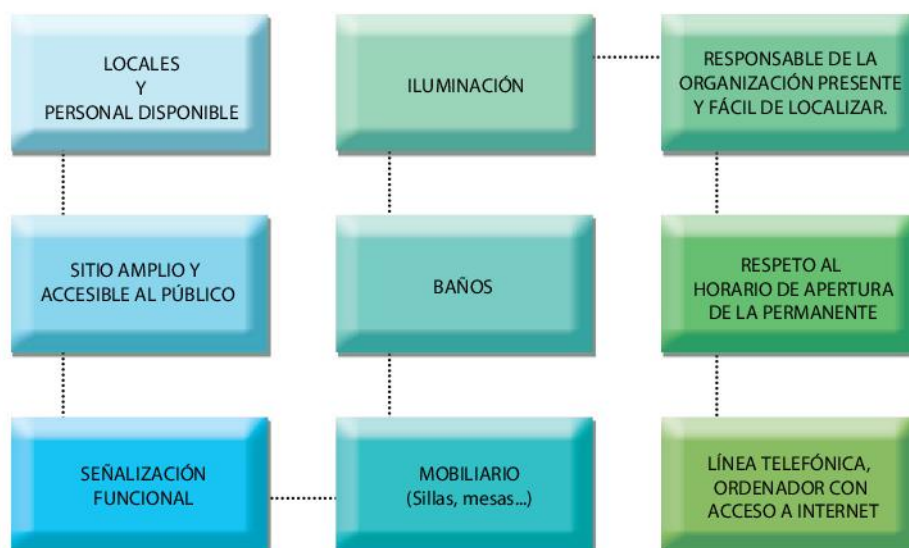 LOCALES
Y
PERSONAL DISPONIBLE
SITIO AMPLIO Y
ACCESIBLE AL PÚBLICO
SEÑALIZACIÓN
FUNCIONAL
MOBILIARIO
(Sillas, mesas...)
BAÑOS
ILUMINACIÓN
RESPONSABLE DE LA
ORGANIZACIÓN PRESENTE
Y FÁCIL DE LOCALIZAR.
RESPETO AL
HORARIO DE APERTURA
DE LA PERMANENTE
LÍNEA TELEFÓNICA,
ORDENADOR CON
ACCESO A INTERNET